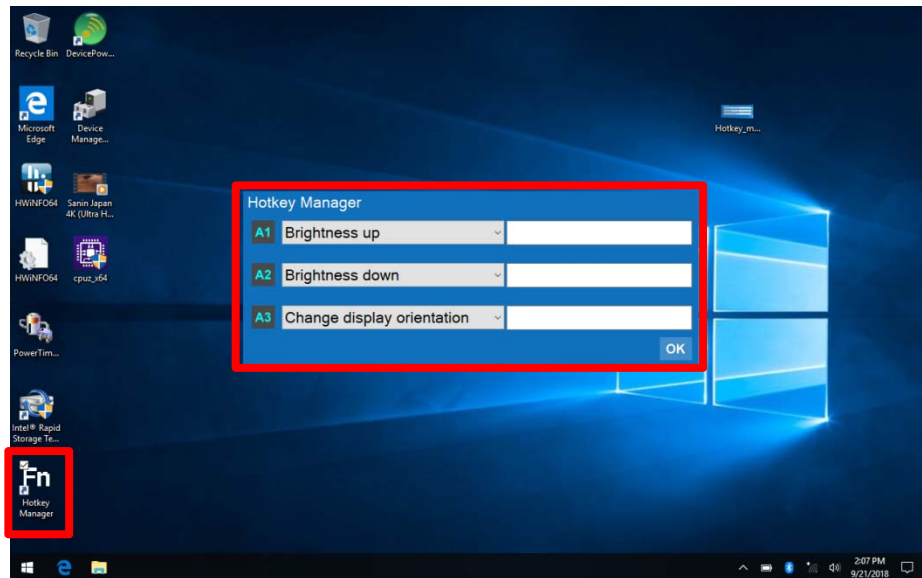 Recycle Bin
DevicePow...
Microsoft
Edge
Device
Manage...
Hotkey_m...
HWiNFO64
Sanin Japan
4K (Ultra H...
Hotkey Manager
A1 Brightness up
A2 Brightness down
A3 Change display orientation
OK
HWiNFO64
cpuz_x64
PowerTim...
Intel® Rapid
Storage Te...
Fn
Hotkey
Manager
2:07 PM
9/21/2018